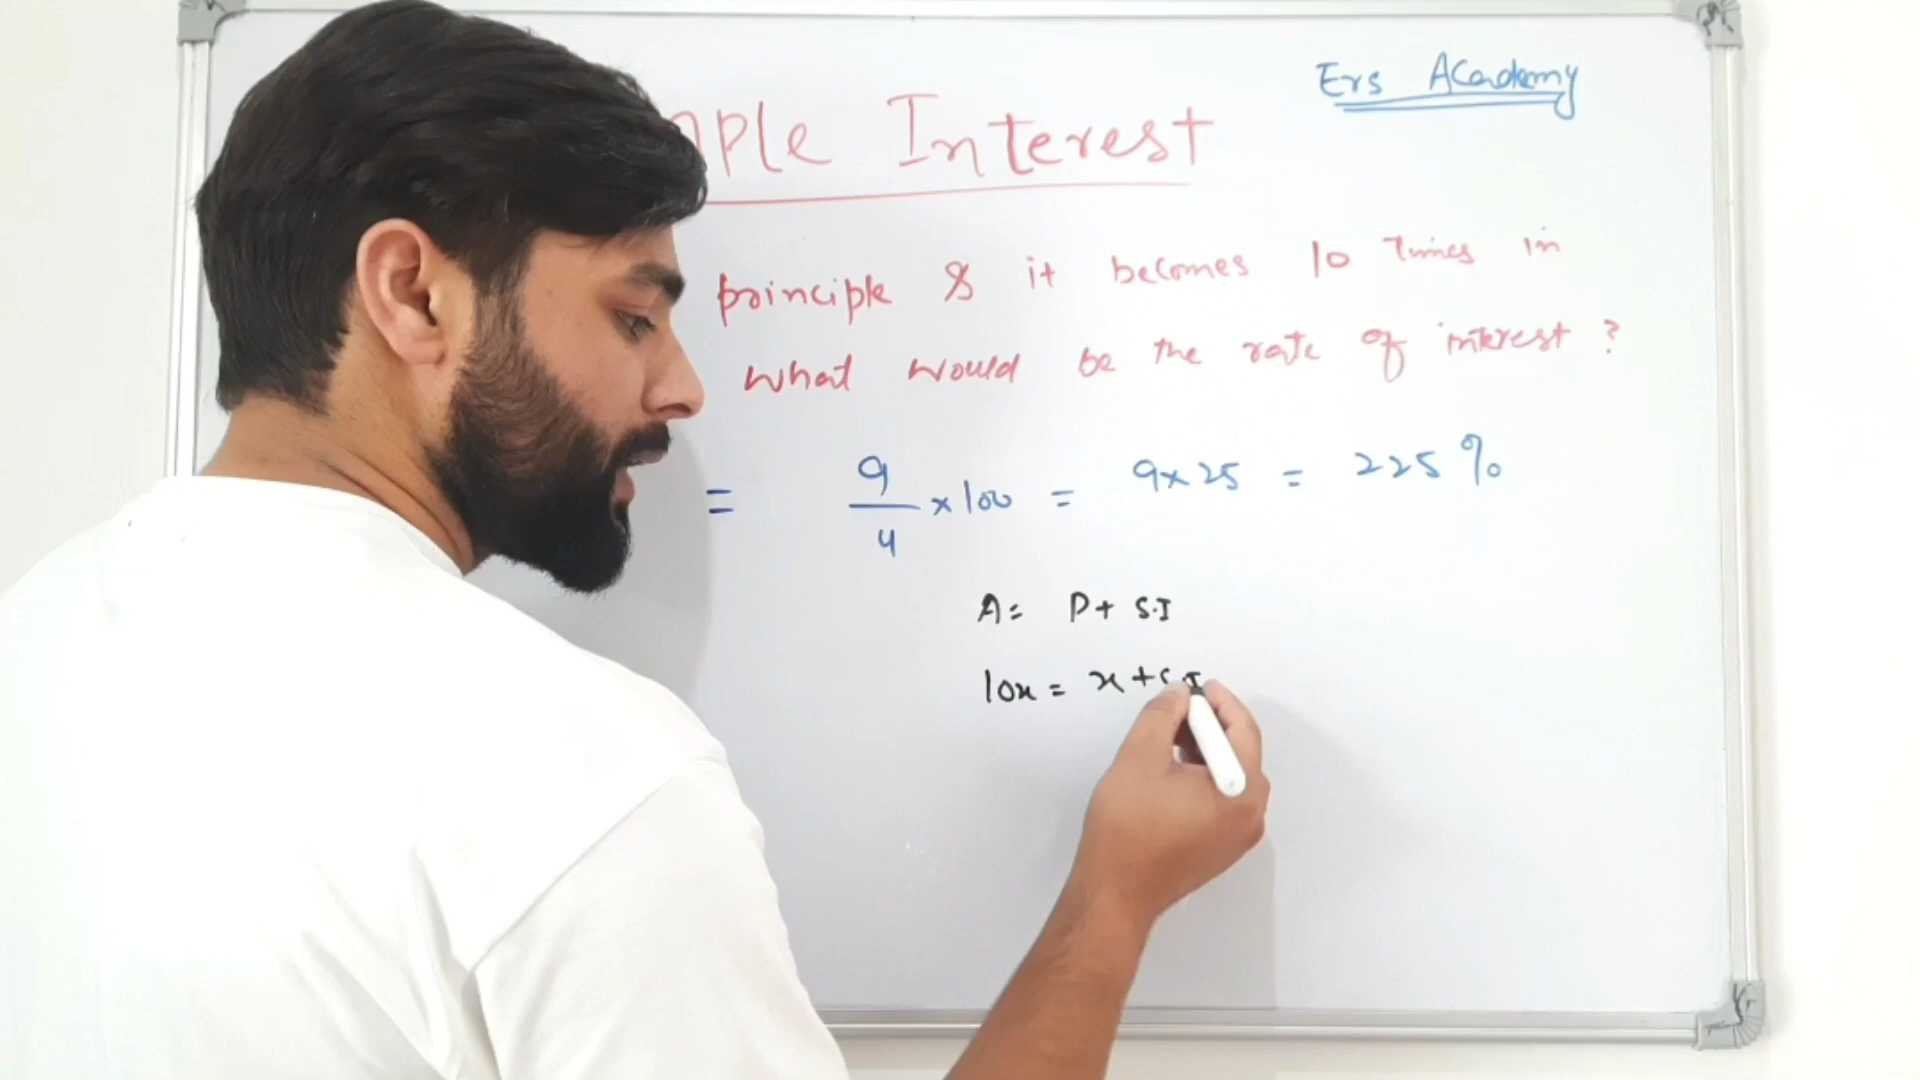 Ers Academy
mple Interest
principle & it becomes 10 times in
what would be the rate of interest ?
= 9/4 x 100 = 9x25 = 225%
A = P + S.I
10x = x + S.I